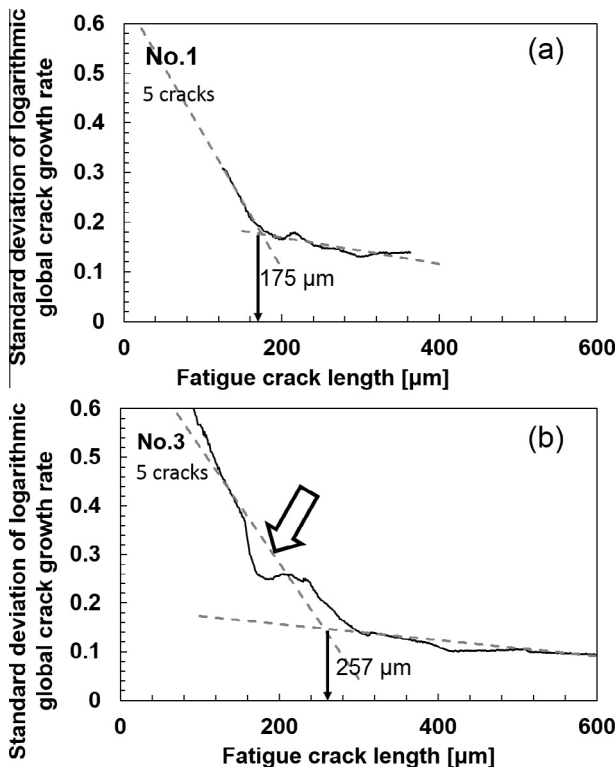 Standard deviation of logarithmic
global crack growth rate
0.6
0.5
0.4
0.3
0.2
0.1
0
No.1
5 cracks
(a)
175 µm
0
200
400
600
Fatigue crack length [µm]
Standard deviation of logarithmic
global crack growth rate
0.6
0.5
0.4
0.3
0.2
0.1
0
No.3
5 cracks
(b)
257 µm
0
200
400
600
Fatigue crack length [µm]